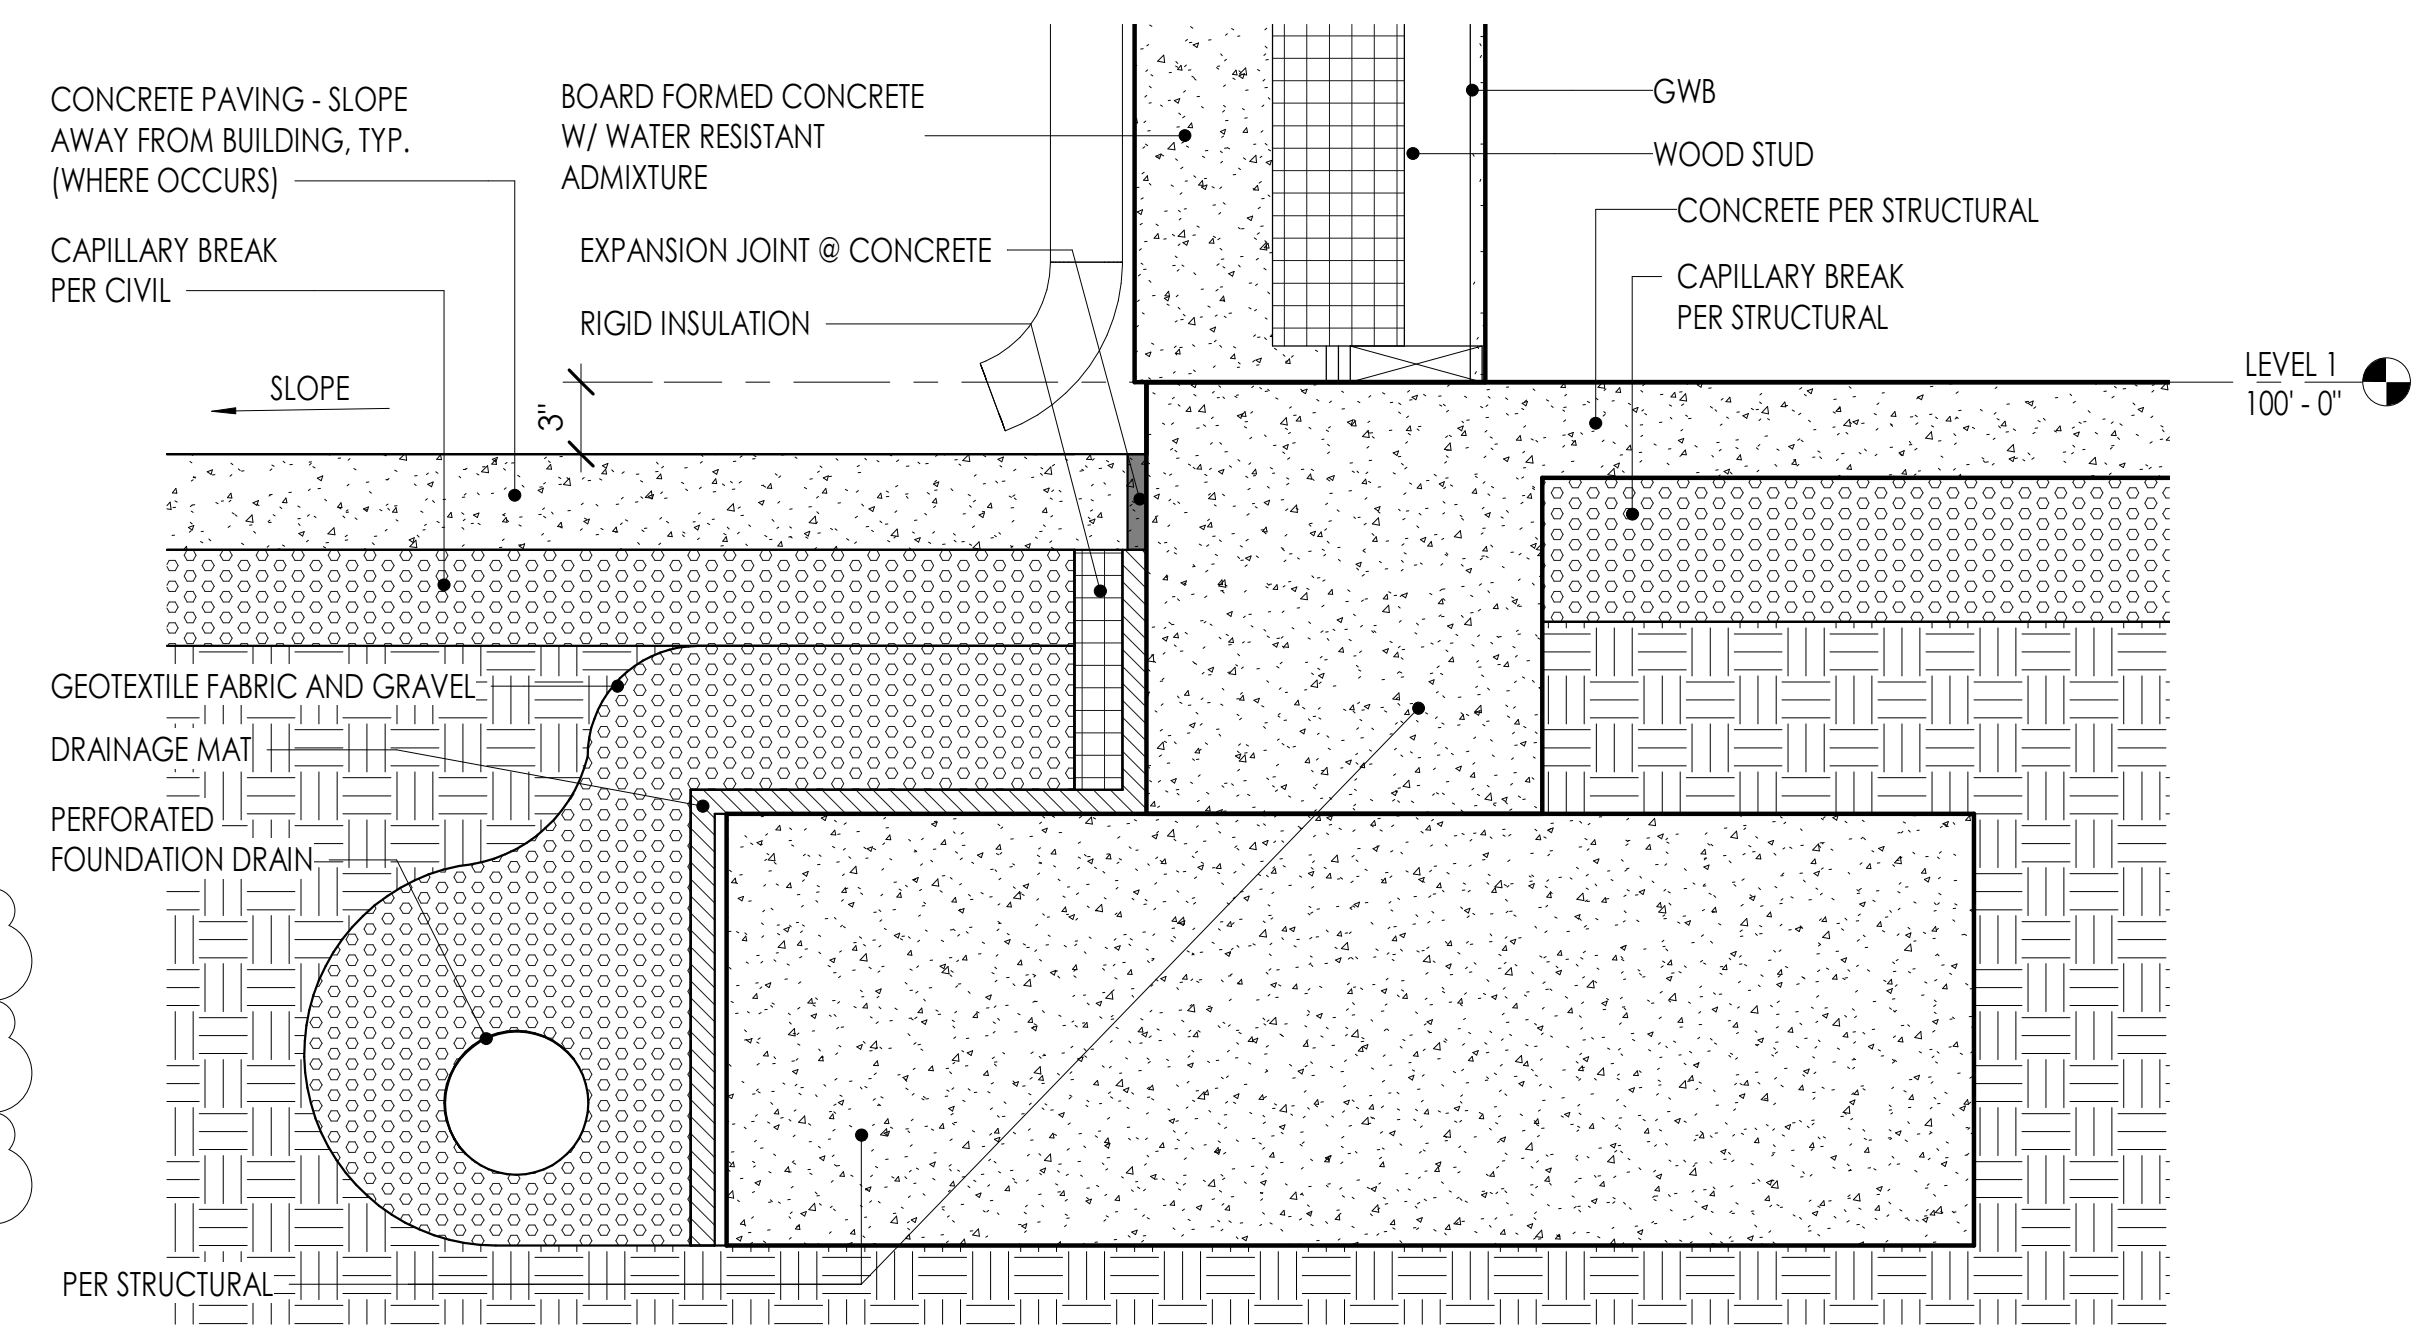 CONCRETE PAVING - SLOPE
AWAY FROM BUILDING, TYP.
(WHERE OCCURS)
CAPILLARY BREAK
PER CIVIL
SLOPE
3"
BOARD FORMED CONCRETE
W/ WATER RESISTANT
ADMIXTURE
EXPANSION JOINT @ CONCRETE
RIGID INSULATION
GWB
WOOD STUD
CONCRETE PER STRUCTURAL
CAPILLARY BREAK
PER STRUCTURAL
LEVEL 1
100' - 0"
GEOTEXTILE FABRIC AND GRAVEL
DRAINAGE MAT
PERFORATED
FOUNDATION DRAIN
PER STRUCTURAL